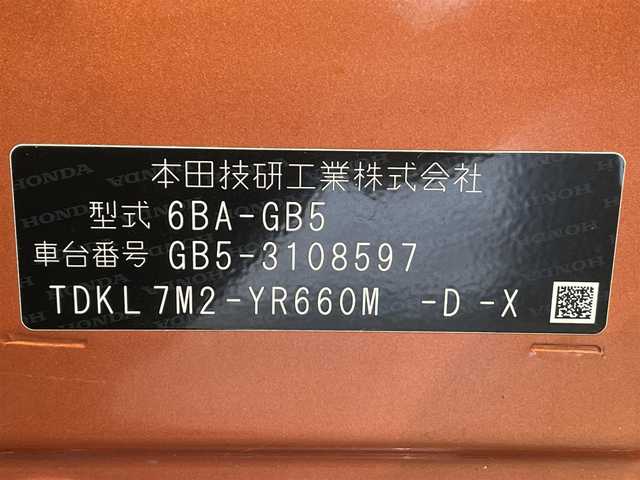 本田技研工業株式会社
型式 6BA-GB5
車台番号 GB5-3108597
TDKL7M2-YR660M -D -X
HONDA